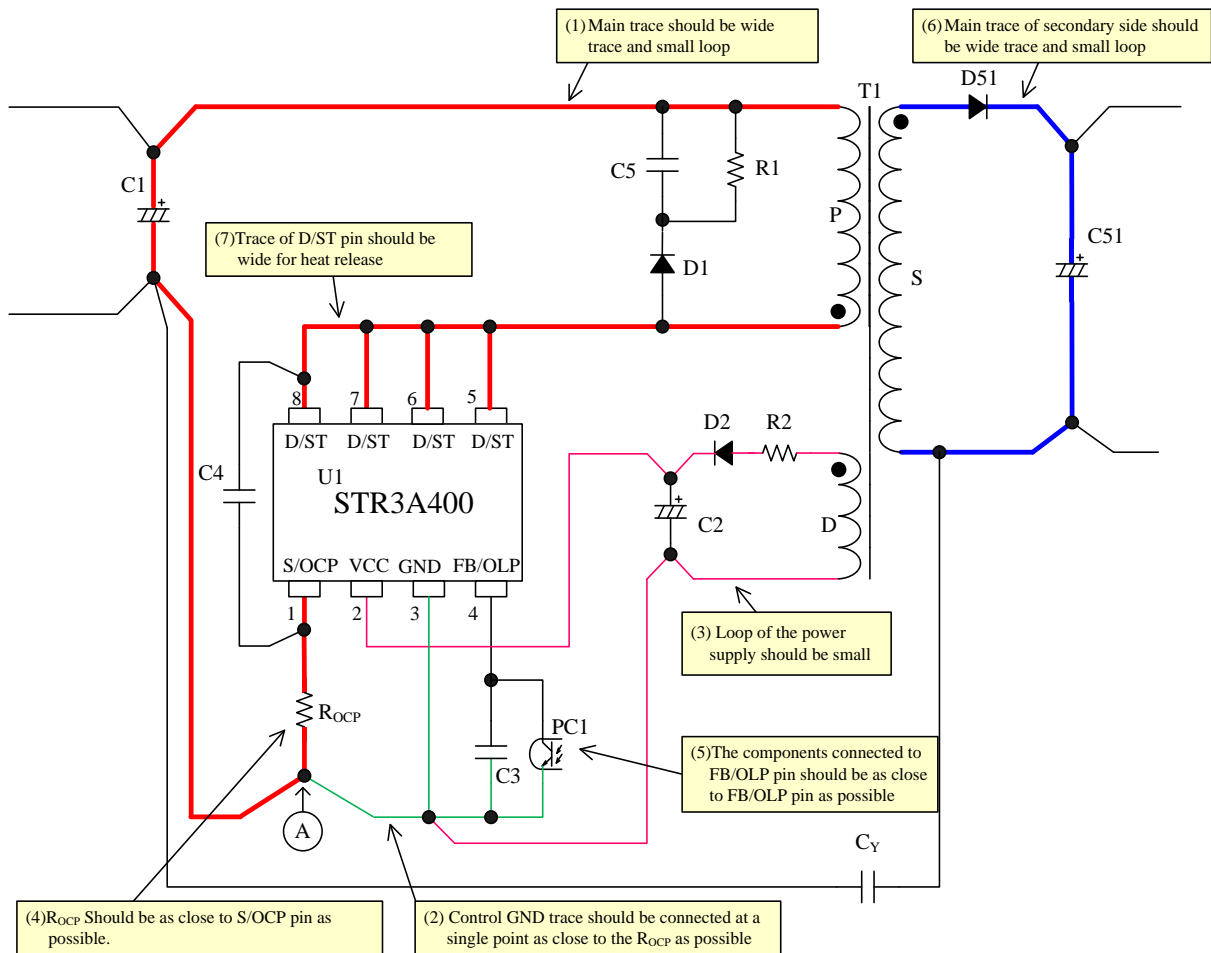 (1) Main trace should be wide
trace and small loop
(6) Main trace of secondary side should
be wide trace and small loop
D51
T1
C1
C5
R1
P
S
C51
(7)Trace of D/ST pin should be
wide for heat release
D1
8
7
6
5
D/ST
D/ST
D/ST
D/ST
D2
R2
C4
U1
STR3A400
C2
D
S/OCP
VCC
GND
FB/OLP
1
2
3
4
(3) Loop of the power
supply should be small
ROCP
PC1
C3
(5)The components connected to
FB/OLP pin should be as close
to FB/OLP pin as possible
A
CY
(4)ROCP Should be as close to S/OCP pin as
possible.
(2) Control GND trace should be connected at a
single point as close to the ROCP as possible